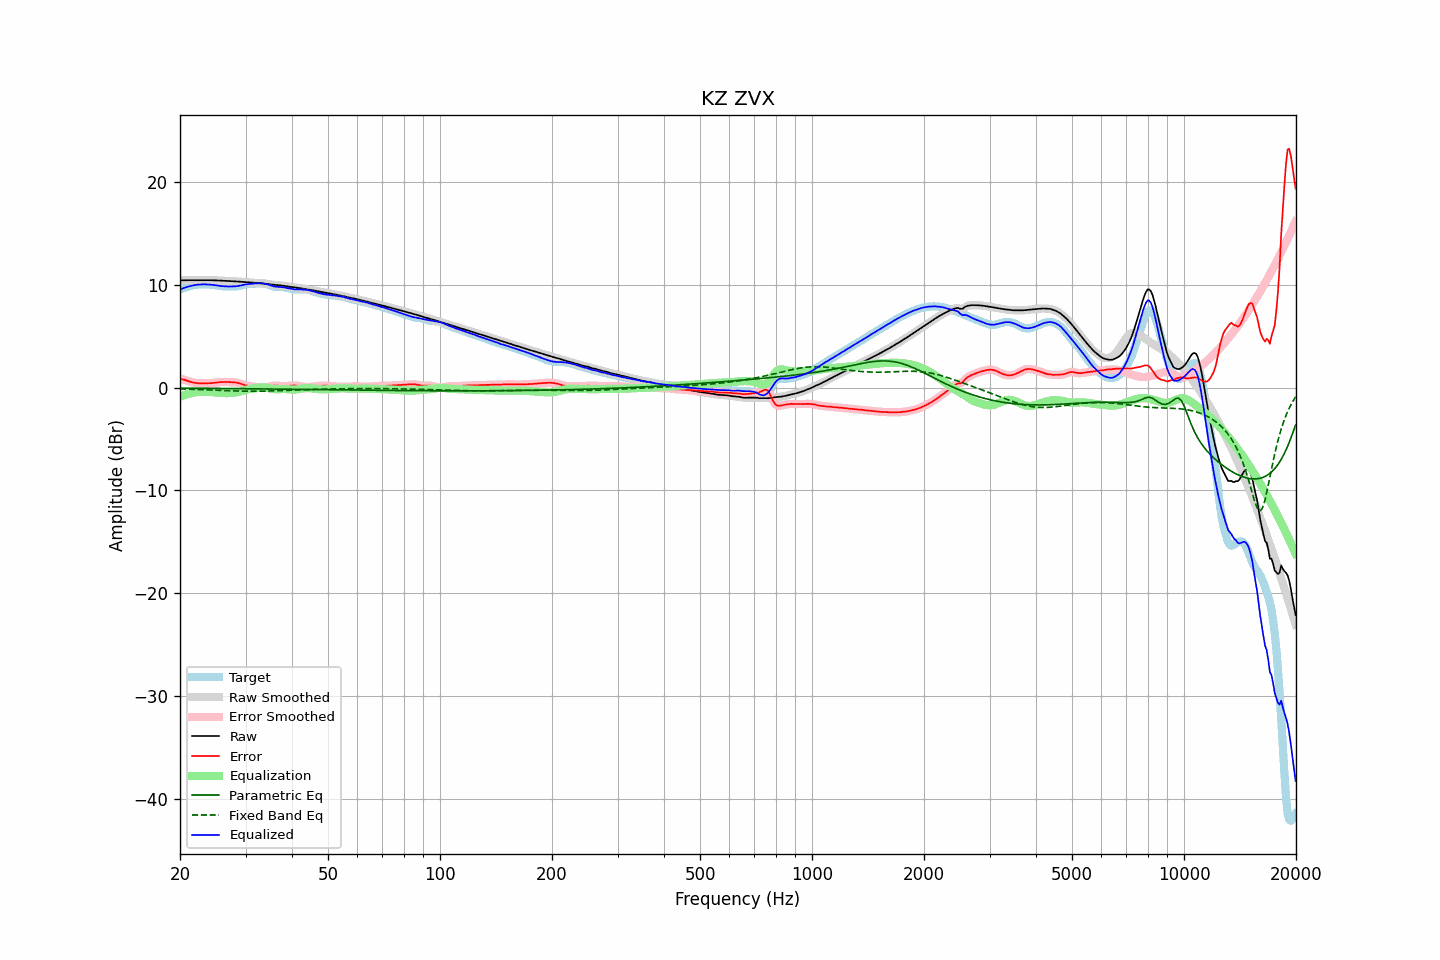 KZ ZVX
20
10
0
−10
−20
−30
−40
Amplitude (dBr)
Target
Raw Smoothed
Error Smoothed
Raw
Error
Equalization
Parametric Eq
Fixed Band Eq
Equalized
20 50 100 200 500 1000 2000 5000 10000 20000
Frequency (Hz)